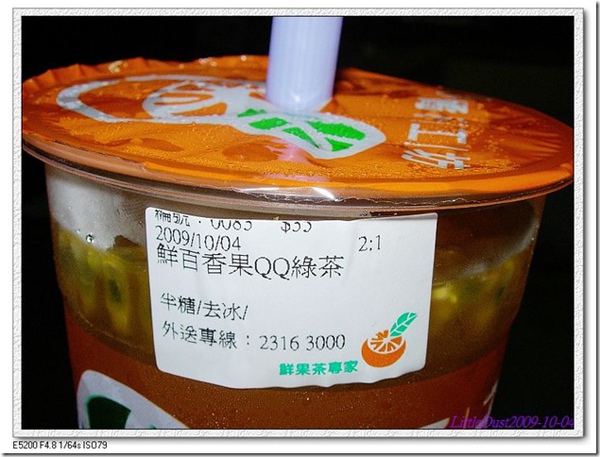 編號：0083 $35
2009/10/04 2:1
鮮百香果QQ綠茶
半糖/去冰/
外送專線：2316 3000
鮮果茶專家
LittleDust2009-10-04
E5200 F4.8 1/64s ISO79